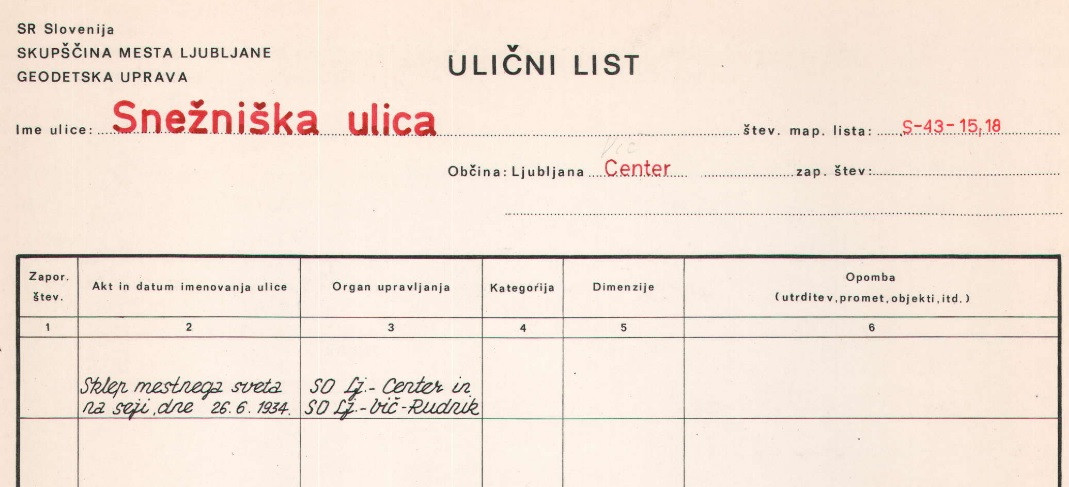 SR Slovenija
SKUPŠČINA MESTA LJUBLJANE
GEODETSKA UPRAVA
ULIČNI LIST
Ime ulice: Snežniška ulica štev. map. lista: S-43-15,18
Vič
Občina: Ljubljana Center zap. štev:
Zapor. štev. Akt in datum imenovanja ulice Organ upravljanja Kategorija Dimenzije Opomba (utrditev, promet, objekti, itd.)
1 2 3 4 5 6
Sklep mestnega sveta SO Lj.- Center in
na seji, dne 26.6.1934. SO Lj.-Vič-Rudnik